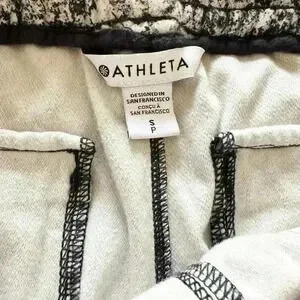 ATHLETA
DESIGNED IN
SAN FRANCISCO
CONÇU À
SAN FRANCISCO
S
P